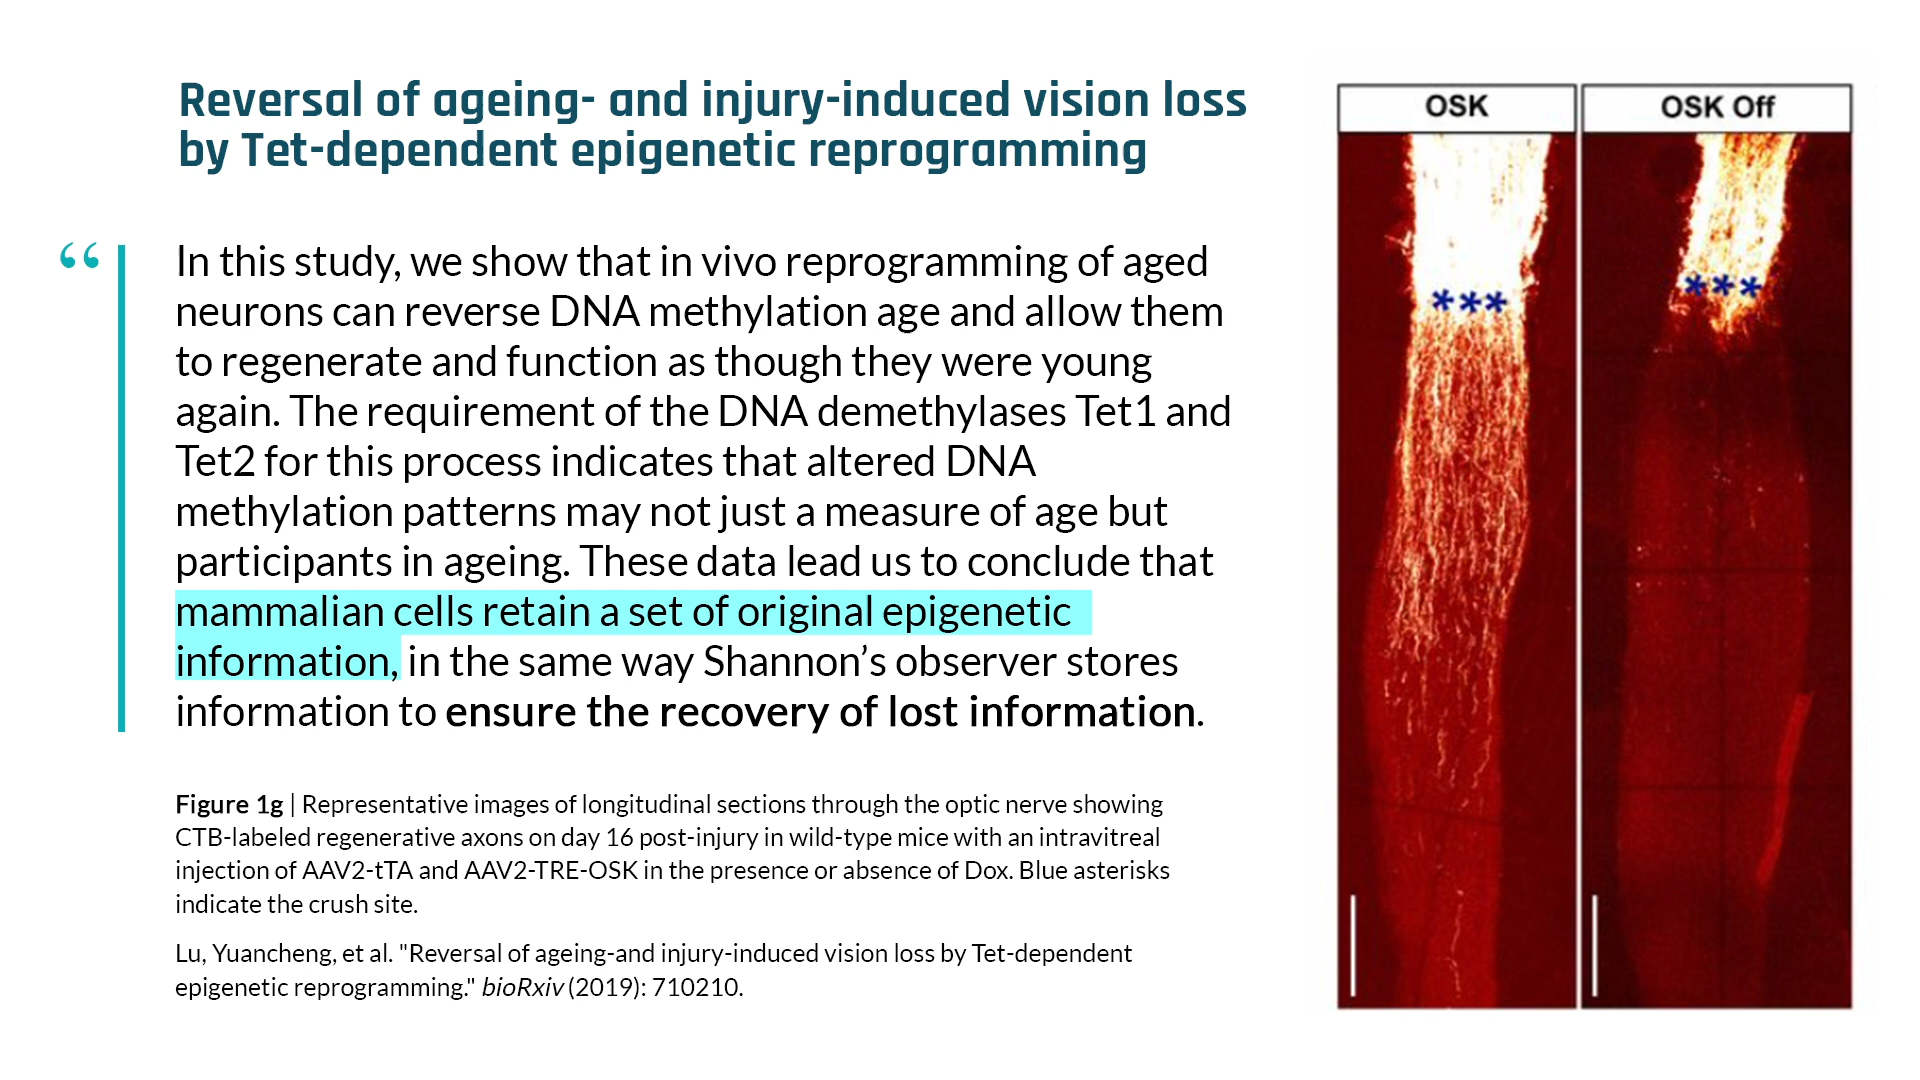 Reversal of ageing- and injury-induced vision loss
by Tet-dependent epigenetic reprogramming
“
In this study, we show that in vivo reprogramming of aged
neurons can reverse DNA methylation age and allow them
to regenerate and function as though they were young
again. The requirement of the DNA demethylases Tet1 and
Tet2 for this process indicates that altered DNA
methylation patterns may not just a measure of age but
participants in ageing. These data lead us to conclude that
mammalian cells retain a set of original epigenetic
information, in the same way Shannon’s observer stores
information to ensure the recovery of lost information.
Figure 1g | Representative images of longitudinal sections through the optic nerve showing
CTB-labeled regenerative axons on day 16 post-injury in wild-type mice with an intravitreal
injection of AAV2-tTA and AAV2-TRE-OSK in the presence or absence of Dox. Blue asterisks
indicate the crush site.
Lu, Yuancheng, et al. "Reversal of ageing-and injury-induced vision loss by Tet-dependent
epigenetic reprogramming." bioRxiv (2019): 710210.
OSK
OSK Off
***
***